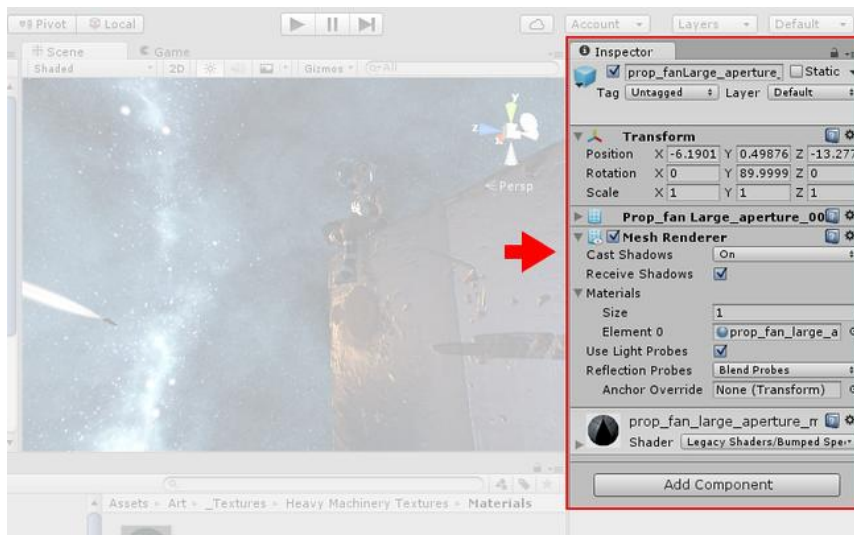 Pivot Local Account Layers Default
Scene Game
Shaded 2D Gizmos All
y
z
Persp
Inspector
prop_fanLarge_aperture_ Static
Tag Untagged Layer Default
Transform
Position X -6.1901 Y 0.49876 Z -13.277
Rotation X 0 Y 89.9999 Z 0
Scale X 1 Y 1 Z 1
Prop_fan Large_aperture_00
Mesh Renderer
Cast Shadows On
Receive Shadows
Materials
Size 1
Element 0 prop_fan_large_a
Use Light Probes
Reflection Probes Blend Probes
Anchor Override None (Transform)
prop_fan_large_aperture_m
Shader Legacy Shaders/Bumped Spe
Add Component
Assets Art _Textures Heavy Machinery Textures Materials